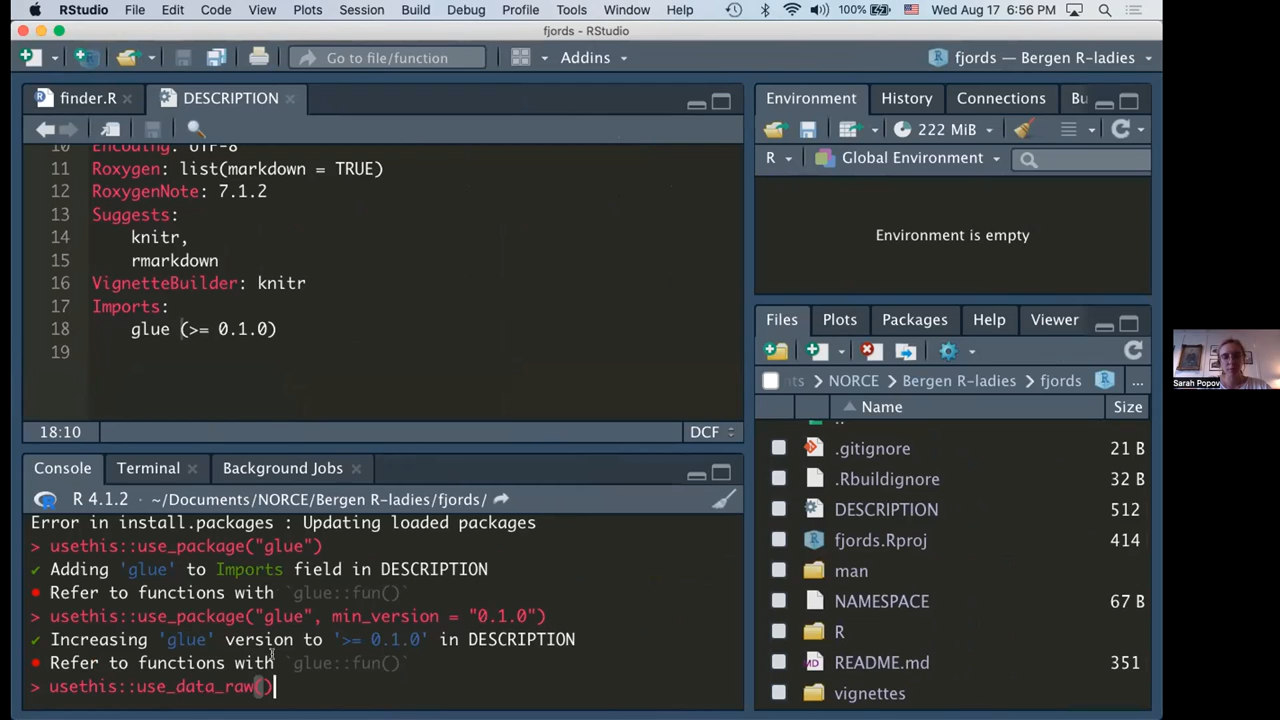 RStudio File Edit Code View Plots Session Build Debug Profile Tools Window Help 100% Wed Aug 17 6:56 PM
fjords - RStudio
Go to file/function Addins fjords — Bergen R-ladies
finder.R DESCRIPTION
10 Encoding: UTF-8
11 Roxygen: list(markdown = TRUE)
12 RoxygenNote: 7.1.2
13 Suggests:
14 knitr,
15 rmarkdown
16 VignetteBuilder: knitr
17 Imports:
18 glue (>= 0.1.0)
19
18:10 DCF
Console Terminal Background Jobs
R 4.1.2 · ~/Documents/NORCE/Bergen R-ladies/fjords/
Error in install.packages : Updating loaded packages
> usethis::use_package("glue")
✔ Adding 'glue' to Imports field in DESCRIPTION
• Refer to functions with `glue::fun()`
> usethis::use_package("glue", min_version = "0.1.0")
✔ Increasing 'glue' version to '>= 0.1.0' in DESCRIPTION
• Refer to functions with `glue::fun()`
> usethis::use_data_raw()
Environment History Connections Bu
222 MiB
R Global Environment
Environment is empty
Files Plots Packages Help Viewer
nts NORCE Bergen R-ladies fjords ...
Name Size
..
.gitignore 21 B
.Rbuildignore 32 B
DESCRIPTION 512
fjords.Rproj 414
man
NAMESPACE 67 B
R
README.md 351
vignettes
Sarah Popov